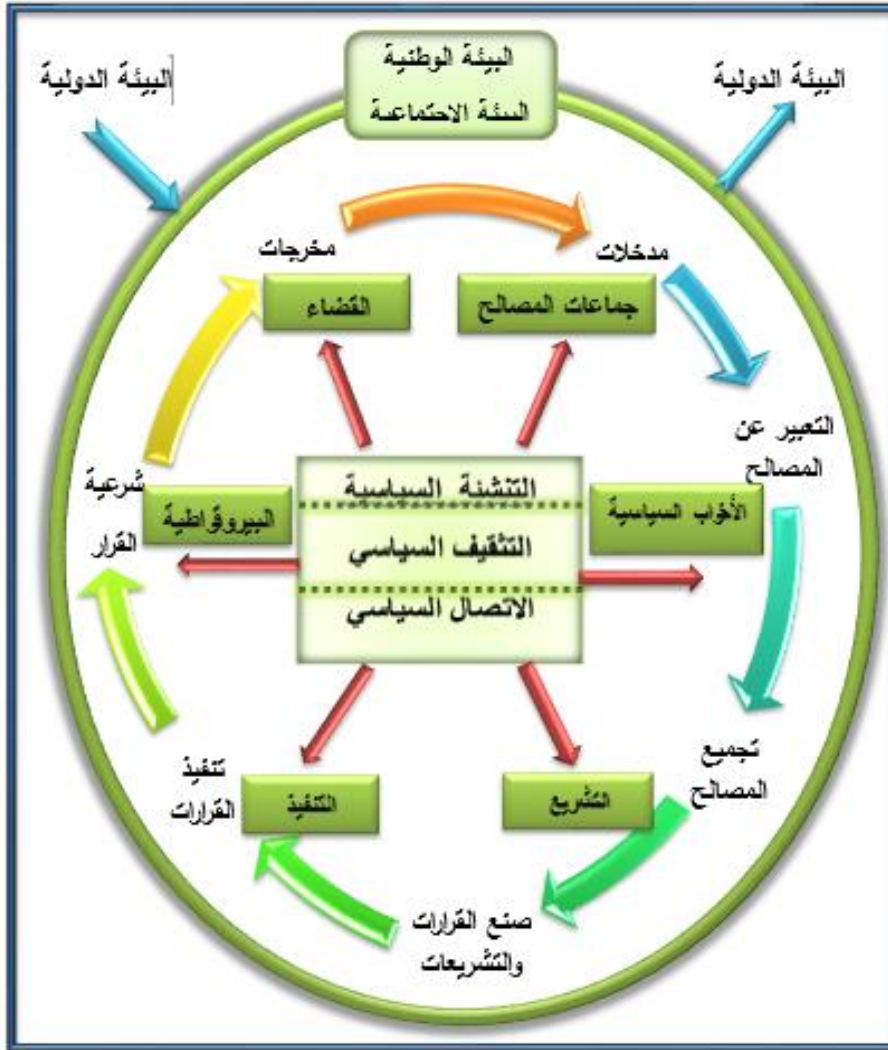 البيئة الدولية
البيئة الوطنية
البيئة الاجتماعية
البيئة الدولية
مدخلات
مخرجات
جماعات المصالح
القضاء
التعبير عن
المصالح
التنشئة السياسية
شرعية
الأخواب السياسية
البيروقراطية
التثقيف السياسي
القرار
الاتصال السياسي
تجميع
المصالح
تنفيذ
القرارات
التشريع
التنفيذ
صنع القرارات
والتشريعات